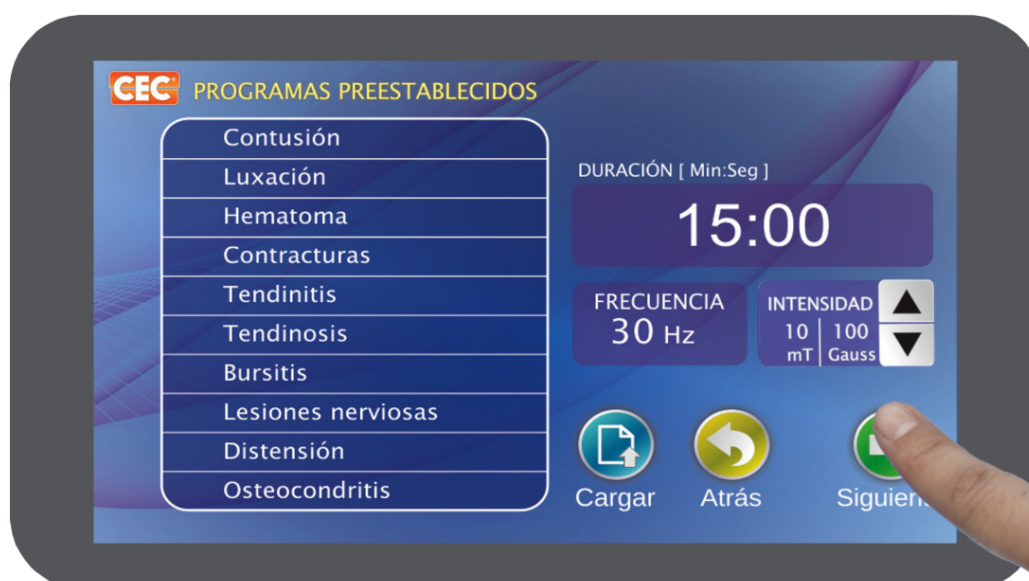 CEC
PROGRAMAS PREESTABLECIDOS
Contusión
Luxación
Hematoma
Contracturas
Tendinitis
Tendinosis
Bursitis
Lesiones nerviosas
Distensión
Osteocondritis
DURACIÓN [ Min:Seg ]
15:00
FRECUENCIA
30 Hz
INTENSIDAD
10 100
mT Gauss
Cargar
Atrás